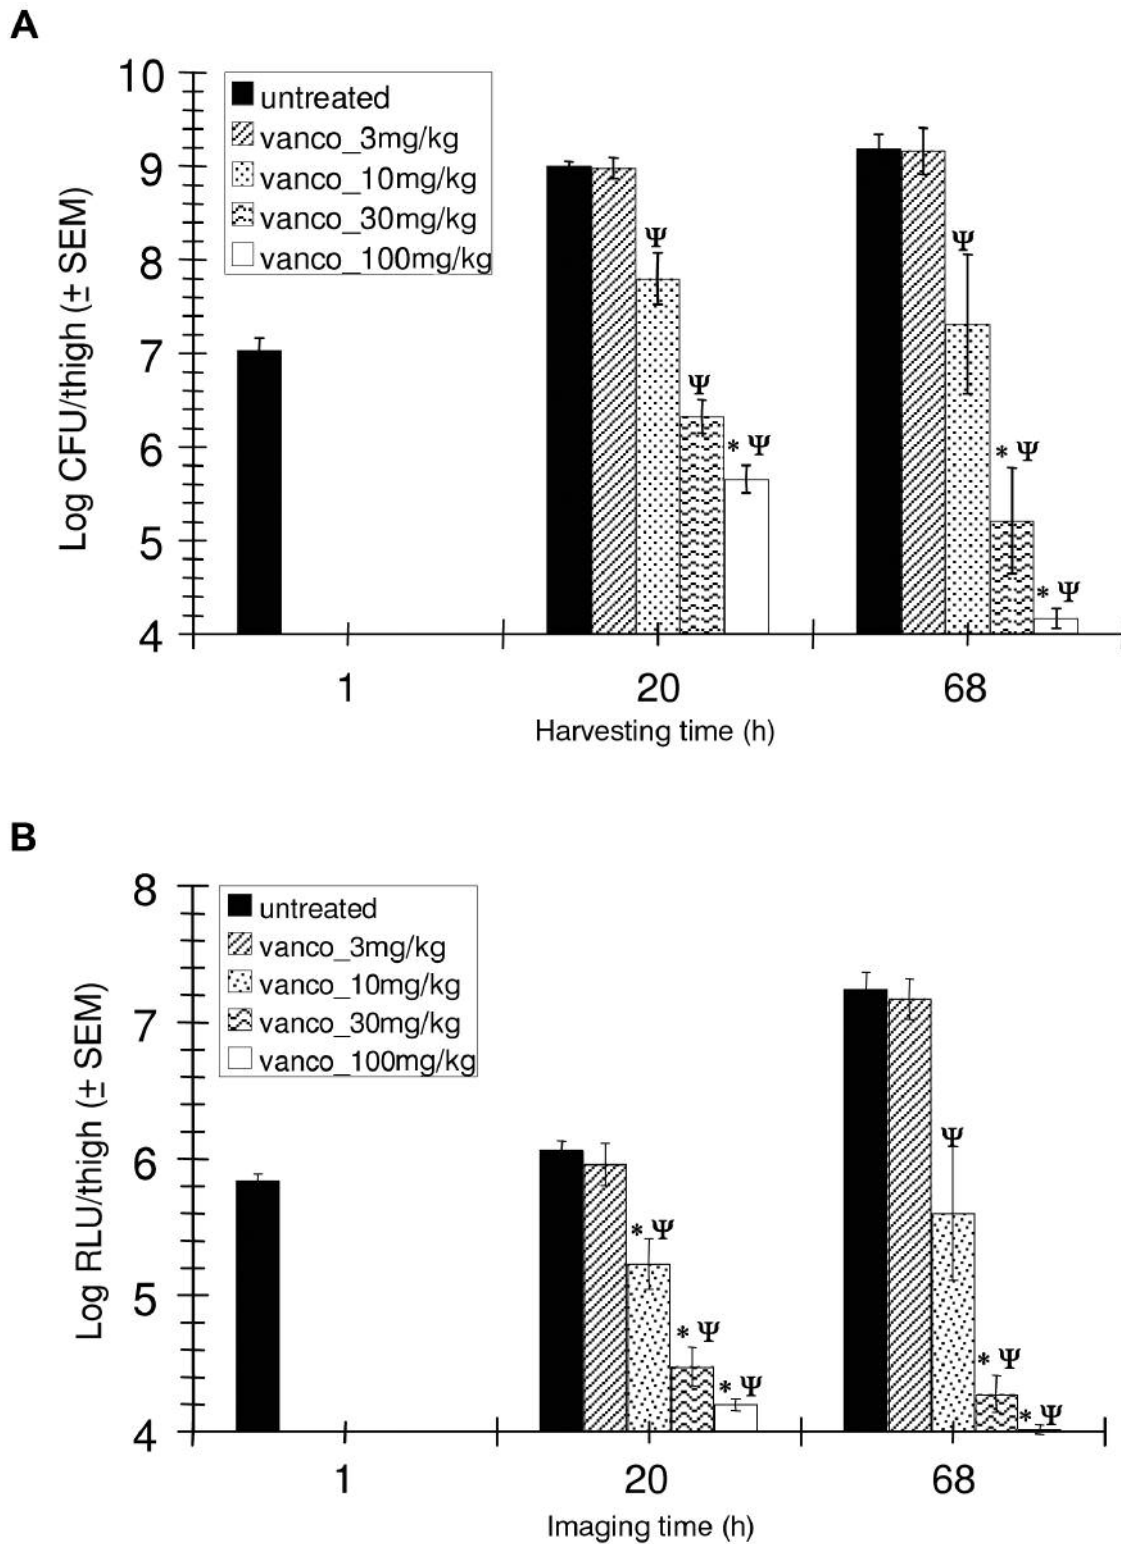 A
10
9
8
7
6
5
4
Log CFU/thigh (± SEM)
untreated
vanco_3mg/kg
vanco_10mg/kg
vanco_30mg/kg
vanco_100mg/kg
Ψ
Ψ
* Ψ
Ψ
* Ψ
* Ψ
1 20 68
Harvesting time (h)
B
8
7
6
5
4
Log RLU/thigh (± SEM)
untreated
vanco_3mg/kg
vanco_10mg/kg
vanco_30mg/kg
vanco_100mg/kg
* Ψ
* Ψ
* Ψ
Ψ
* Ψ
* Ψ
1 20 68
Imaging time (h)